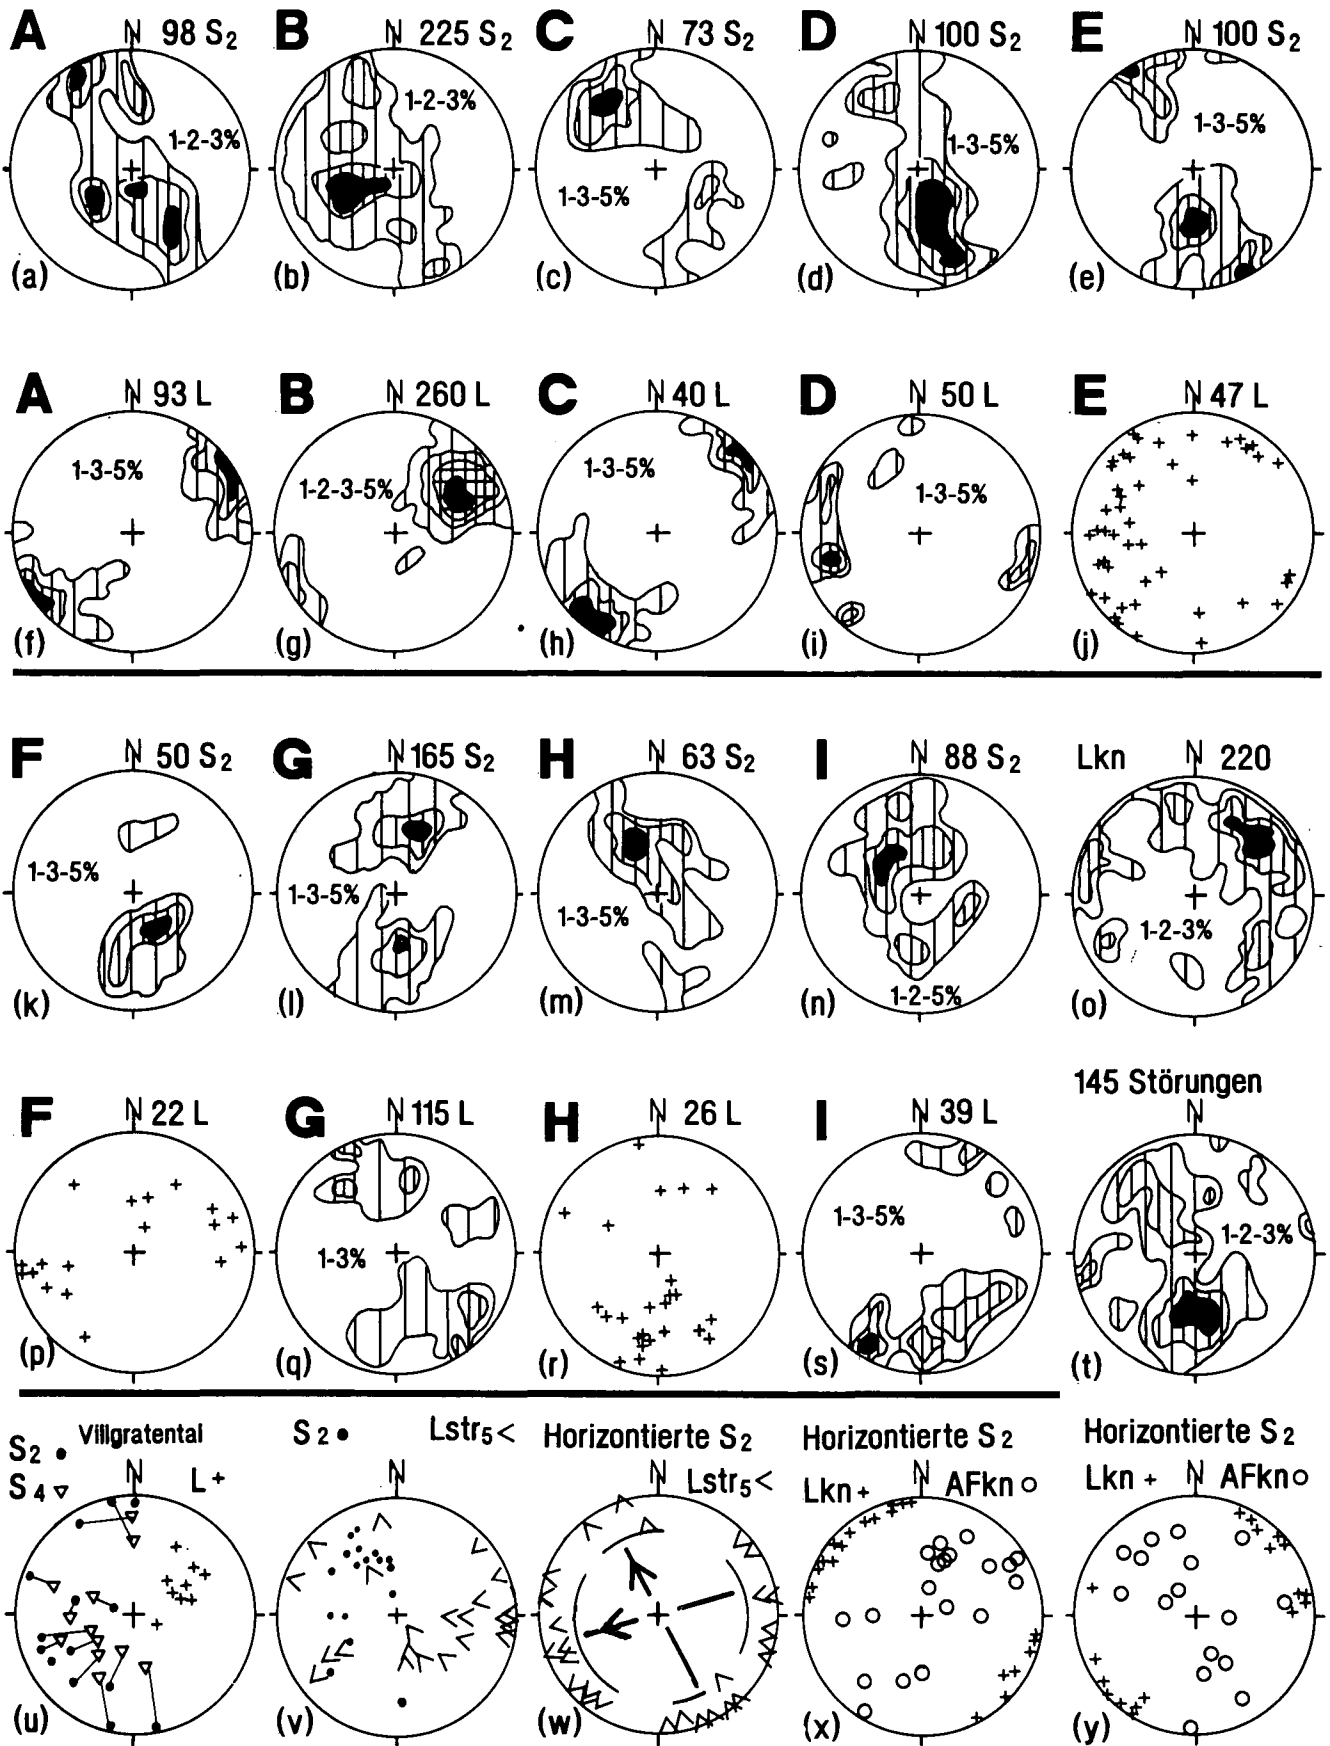 A N 98 S₂ B N 225 S₂ C N 73 S₂ D N 100 S₂ E N 100 S₂
1-2-3% 1-2-3% 1-3-5% 1-3-5% 1-3-5%
(a) (b) (c) (d) (e)
A N 93 L B N 260 L C N 40 L D N 50 L E N 47 L
1-3-5% 1-2-3-5% 1-3-5% 1-3-5%
(f) (g) (h) (i) (j)
F N 50 S₂ G N 165 S₂ H N 63 S₂ I N 88 S₂ Lkn N 220
1-3-5% 1-3-5% 1-3-5% 1-2-5% 1-2-3%
(k) (l) (m) (n) (o)
145 Störungen
F N 22 L G N 115 L H N 26 L I N 39 L N
1-3% 1-3-5% 1-2-3%
(p) (q) (r) (s) (t)
S₂ • Villgratental S₂ • Lstr₅ < Horizontierte S₂ Horizontierte S₂ Horizontierte S₂
S₄ ▿ N L + N N Lstr₅ < Lkn + N AFkn ○ Lkn + N AFkn ○
(u) (v) (w) (x) (y)